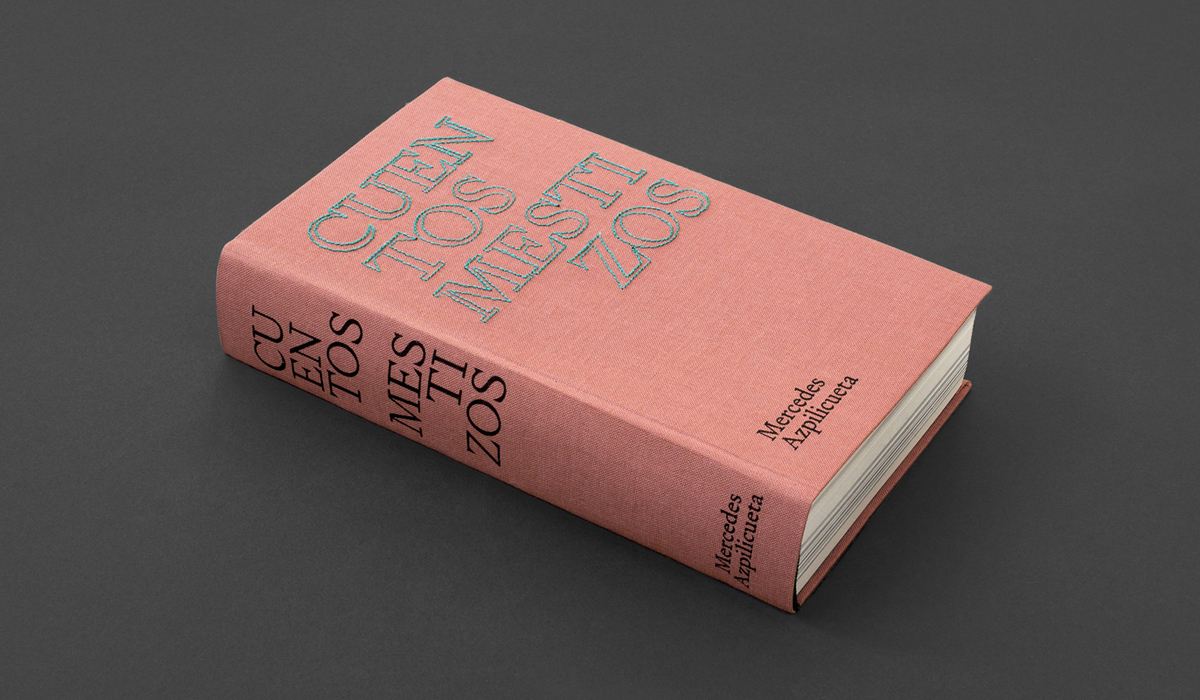 CUEN
TOS
MESTI
ZOS
Mercedes
Azpilicueta
CU
EN
TOS
MES
TI
ZOS
Mercedes
Azpilicueta